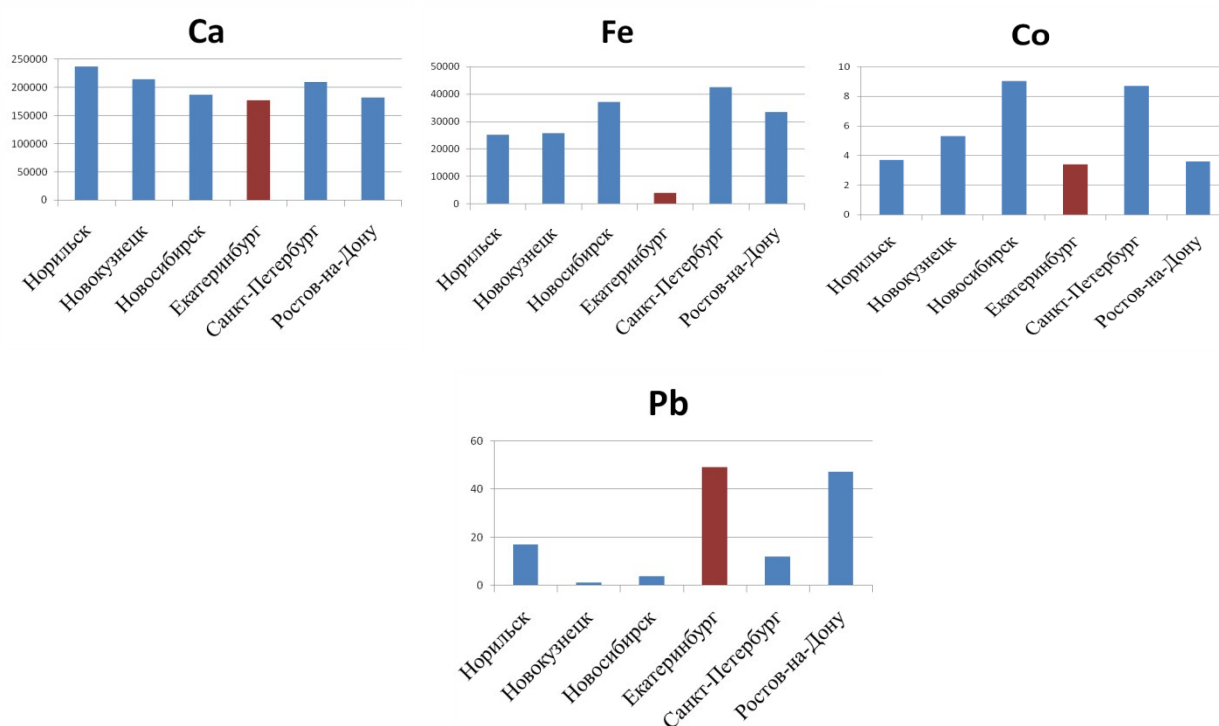 Ca
250000
200000
150000
100000
50000
0
Норильск
Новокузнецк
Новосибирск
Екатеринбург
Санкт-Петербург
Ростов-на-Дону
Fe
50000
40000
30000
20000
10000
0
Норильск
Новокузнецк
Новосибирск
Екатеринбург
Санкт-Петербург
Ростов-на-Дону
Co
10
8
6
4
2
0
Норильск
Новокузнецк
Новосибирск
Екатеринбург
Санкт-Петербург
Ростов-на-Дону
Pb
60
40
20
0
Норильск
Новокузнецк
Новосибирск
Екатеринбург
Санкт-Петербург
Ростов-на-Дону